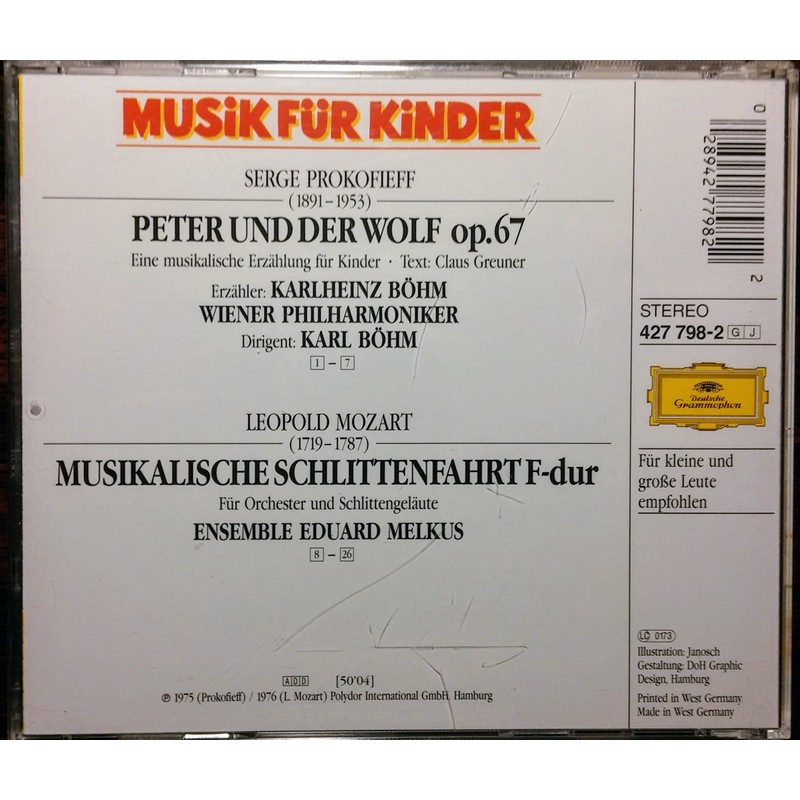 MUSiK FÜR KiNDER
SERGE PROKOFIEFF
(1891–1953)
PETER UND DER WOLF op.67
Eine musikalische Erzählung für Kinder · Text: Claus Greuner
Erzähler: KARLHEINZ BÖHM
WIENER PHILHARMONIKER
Dirigent: KARL BÖHM
1 – 7
LEOPOLD MOZART
(1719–1787)
MUSIKALISCHE SCHLITTENFAHRT F-dur
Für Orchester und Schlittengeläute
ENSEMBLE EDUARD MELKUS
8 – 26
ADD [50'04]
℗ 1975 (Prokofieff) / 1976 (L. Mozart) Polydor International GmbH, Hamburg
0 28942 77982 2
STEREO
427 798-2 G J
Deutsche
Grammophon
Für kleine und
große Leute
empfohlen
LC 0173
Illustration: Janosch
Gestaltung: DoH Graphic
Design, Hamburg
Printed in West Germany
Made in West Germany